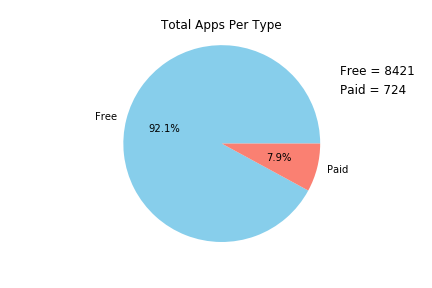 Total Apps Per Type
Free = 8421
Paid = 724
Free
92.1%
7.9%
Paid